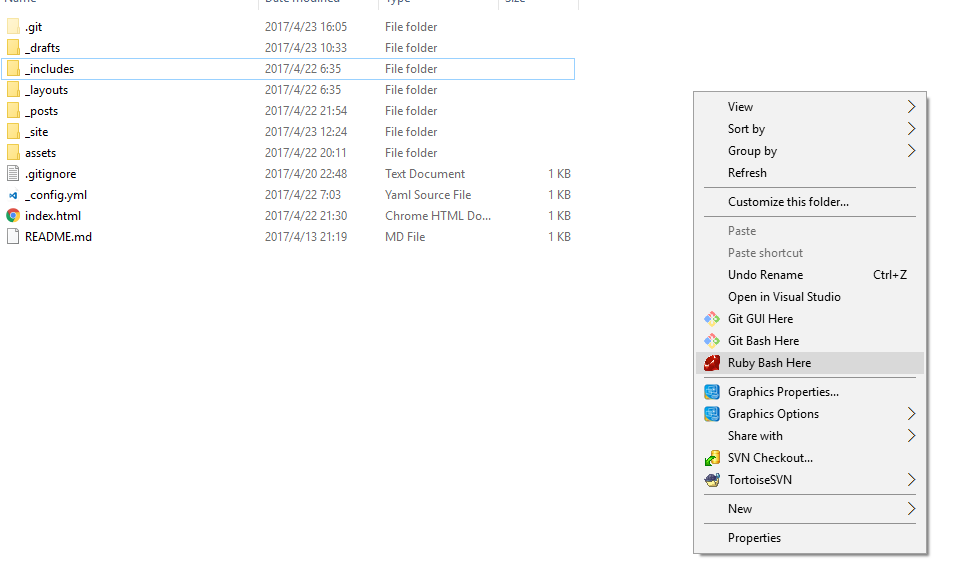 Name Date modified Type Size
.git 2017/4/23 16:05 File folder
_drafts 2017/4/23 10:33 File folder
_includes 2017/4/22 6:35 File folder
_layouts 2017/4/22 6:35 File folder
_posts 2017/4/22 21:54 File folder
_site 2017/4/23 12:24 File folder
assets 2017/4/22 20:11 File folder
.gitignore 2017/4/20 22:48 Text Document 1 KB
_config.yml 2017/4/22 7:03 Yaml Source File 1 KB
index.html 2017/4/22 21:30 Chrome HTML Do... 1 KB
README.md 2017/4/13 21:19 MD File 1 KB
View
Sort by
Group by
Refresh
Customize this folder...
Paste
Paste shortcut
Undo Rename Ctrl+Z
Open in Visual Studio
Git GUI Here
Git Bash Here
Ruby Bash Here
Graphics Properties...
Graphics Options
Share with
SVN Checkout...
TortoiseSVN
New
Properties